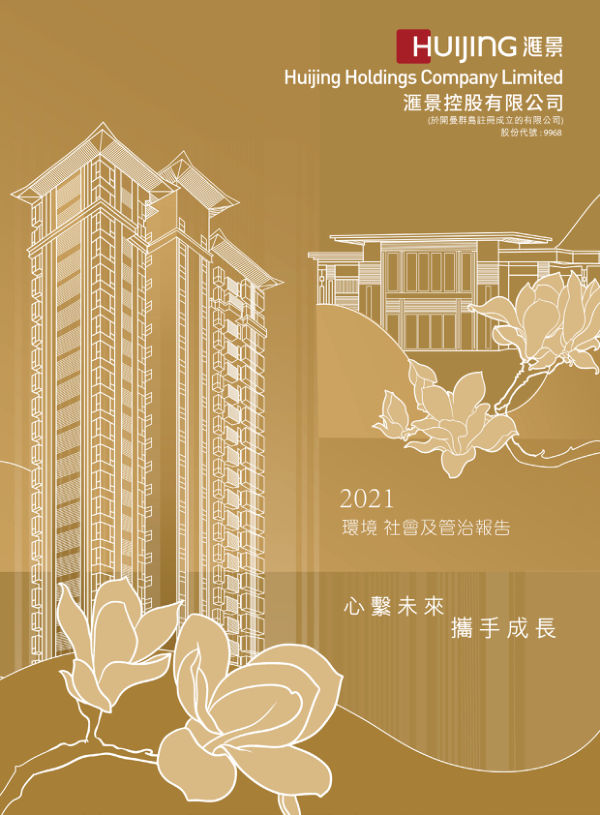 HUIJING 滙景
Huijing Holdings Company Limited
滙景控股有限公司
(於開曼群島註冊成立的有限公司)
股份代號 : 9968
2021
環境 社會及管治報告
心繫未來
攜手成長